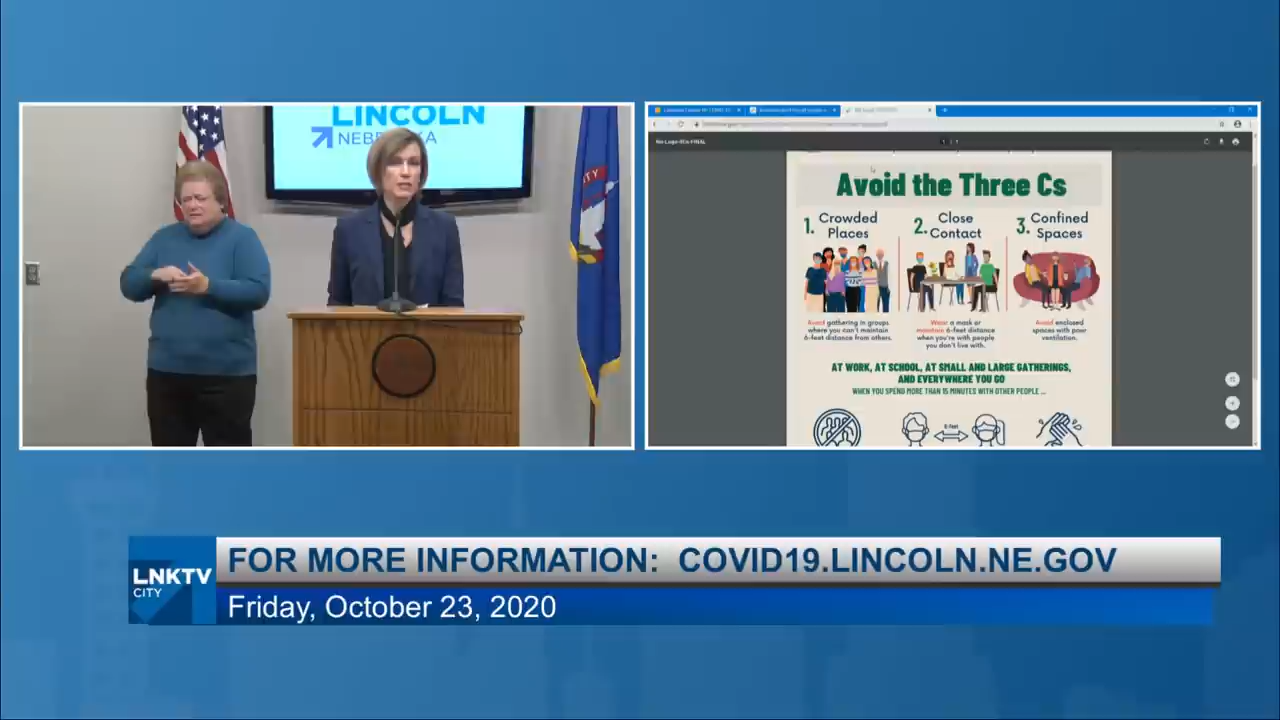 LINCOLN
NEBRASKA
No Logo-3Cs-FINAL
Avoid the Three Cs
1. Crowded Places
2. Close Contact
3. Confined Spaces
Avoid gathering in groups
where you can't maintain
6-feet distance from others.
Wear a mask or
maintain 6-feet distance
when you're with people
you don't live with.
Avoid enclosed
spaces with poor
ventilation.
AT WORK, AT SCHOOL, AT SMALL AND LARGE GATHERINGS,
AND EVERYWHERE YOU GO
WHEN YOU SPEND MORE THAN 15 MINUTES WITH OTHER PEOPLE ...
6-feet
LNKTV
CITY
FOR MORE INFORMATION: COVID19.LINCOLN.NE.GOV
Friday, October 23, 2020